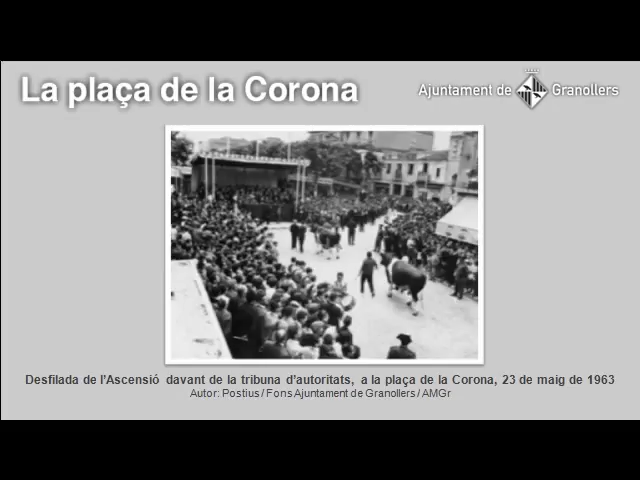 La plaça de la Corona
Ajuntament de Granollers
Desfilada de l'Ascensió davant de la tribuna d'autoritats, a la plaça de la Corona, 23 de maig de 1963
Autor: Postius / Fons Ajuntament de Granollers / AMGr